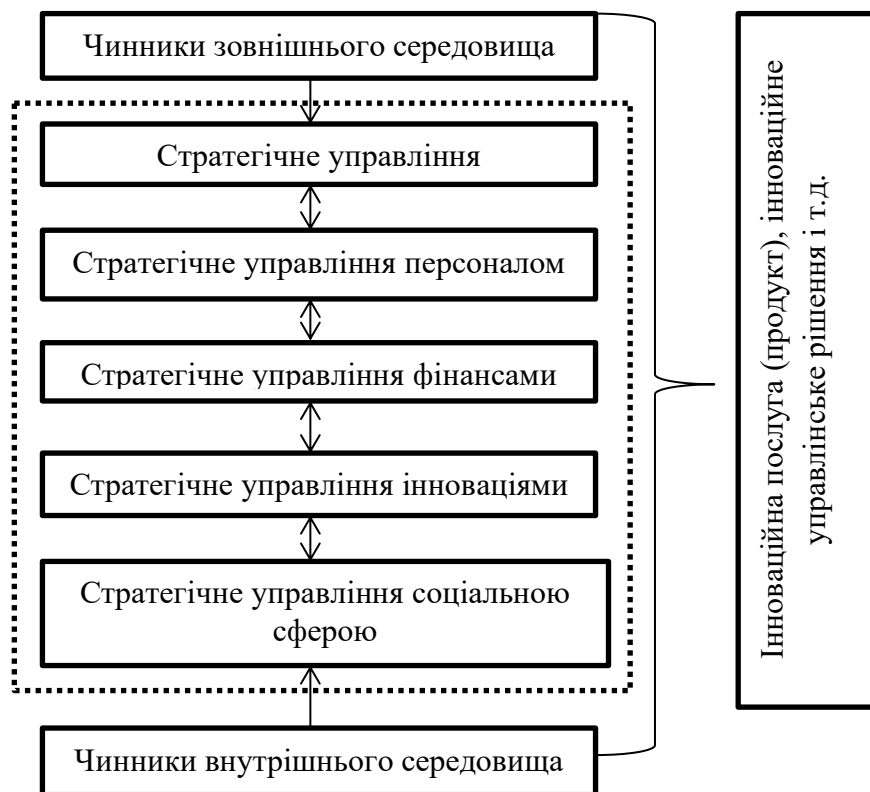 Чинники зовнішнього середовища
Стратегічне управління
Стратегічне управління персоналом
Стратегічне управління фінансами
Стратегічне управління інноваціями
Стратегічне управління соціальною
сферою
Чинники внутрішнього середовища
Інноваційна послуга (продукт), інноваційне
управлінське рішення і т.д.